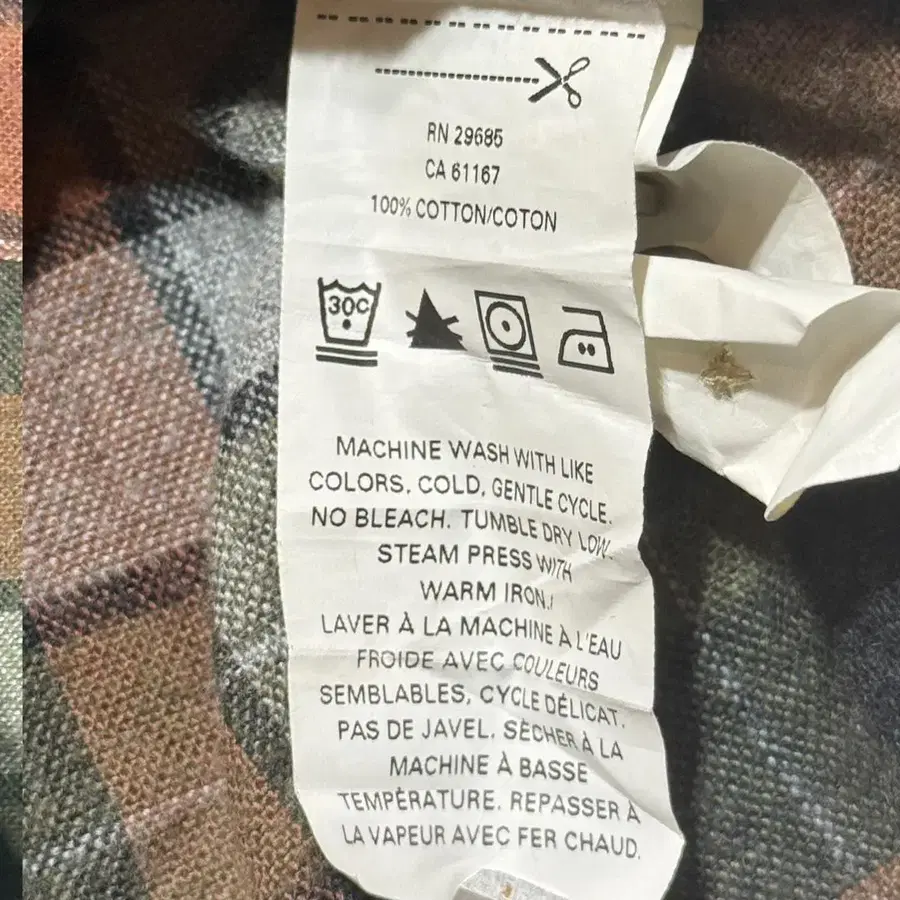 RN 29685
CA 61167
100% COTTON/COTON
30C
MACHINE WASH WITH LIKE
COLORS, COLD, GENTLE CYCLE.
NO BLEACH. TUMBLE DRY LOW.
STEAM PRESS WITH
WARM IRON./
LAVER À LA MACHINE À L'EAU
FROIDE AVEC COULEURS
SEMBLABLES, CYCLE DÉLICAT.
PAS DE JAVEL. SÉCHER À LA
MACHINE À BASSE
TEMPÉRATURE. REPASSER À
LA VAPEUR AVEC FER CHAUD.